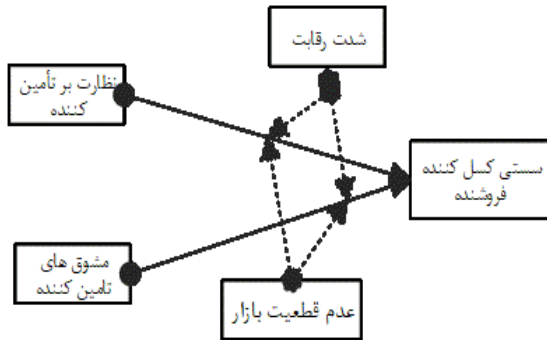 شدت رقابت
نظارت بر تأمین
کننده
سستی کسل کننده
فروشنده
مشوق های
تامین کننده
عدم قطعیت بازار